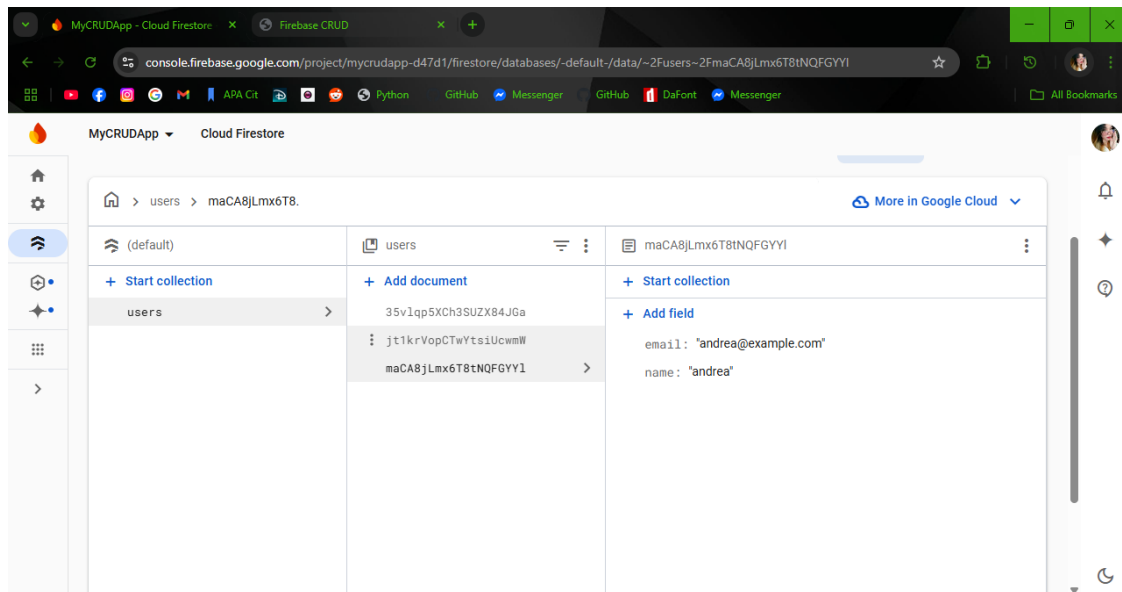 MyCRUDApp - Cloud Firestore
Firebase CRUD
console.firebase.google.com/project/mycrudapp-d47d1/firestore/databases/-default-/data/~2Fusers~2FmaCA8jLmx6T8tNQFGYYl
APA Cit
Python
GitHub
Messenger
GitHub
DaFont
Messenger
All Bookmarks
MyCRUDApp
Cloud Firestore
users > maCA8jLmx6T8.
More in Google Cloud
(default)
+ Start collection
users
users
+ Add document
35vlqp5XCh3SUZX84JGa
jt1krVopCTwYtsiUcwmW
maCA8jLmx6T8tNQFGYYl
maCA8jLmx6T8tNQFGYYl
+ Start collection
+ Add field
email: "andrea@example.com"
name: "andrea"